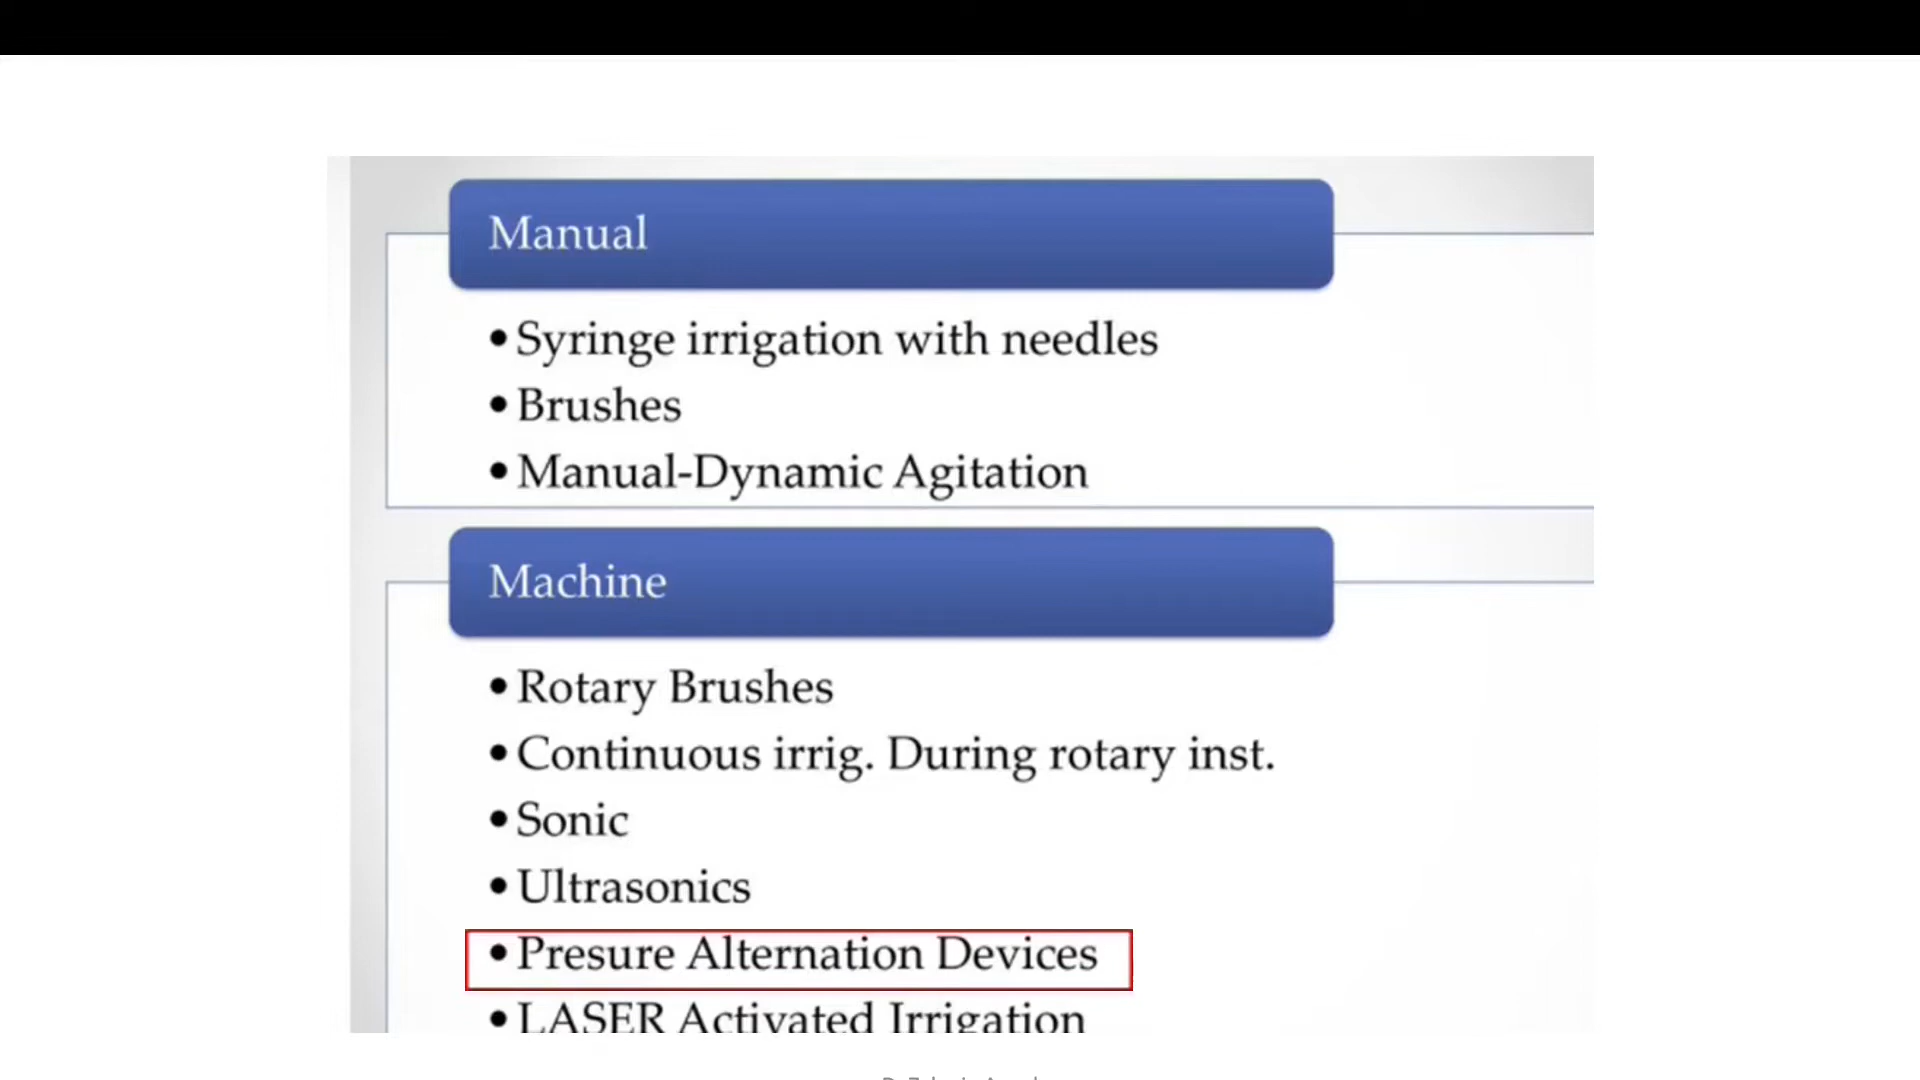 Manual
•Syringe irrigation with needles
•Brushes
•Manual-Dynamic Agitation
Machine
•Rotary Brushes
•Continuous irrig. During rotary inst.
•Sonic
•Ultrasonics
•Presure Alternation Devices
•LASER Activated Irrigation